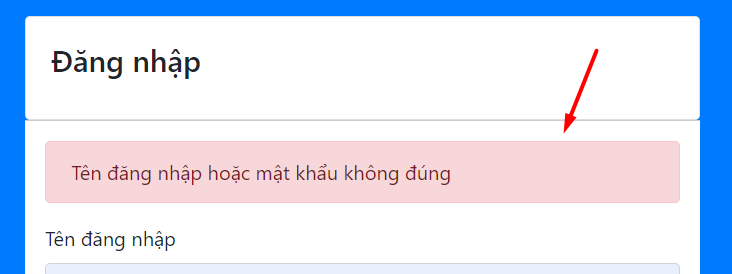 Đăng nhập
Tên đăng nhập hoặc mật khẩu không đúng
Tên đăng nhập